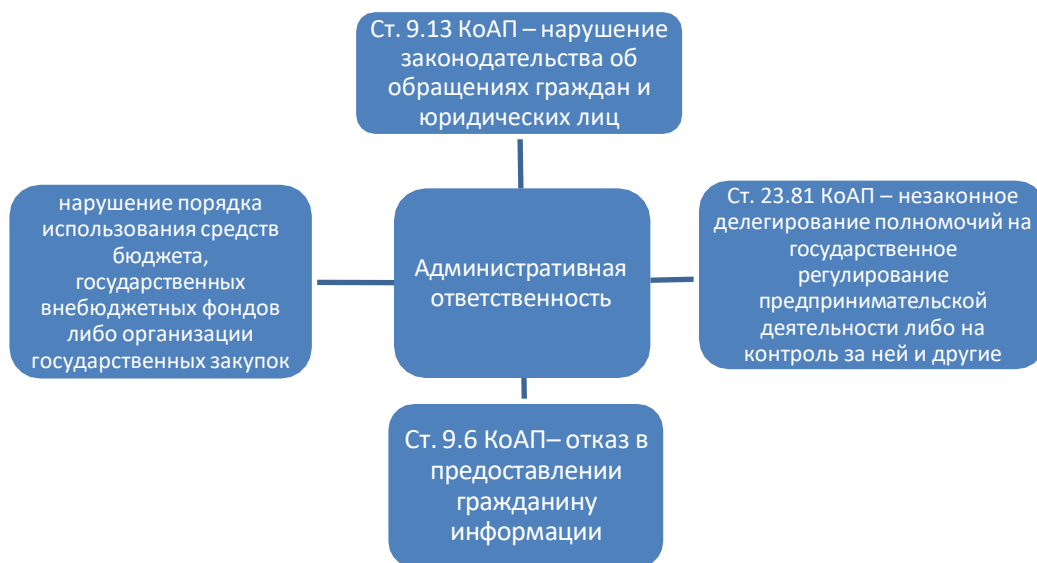 Ст. 9.13 КоАП – нарушение
законодательства об
обращениях граждан и
юридических лиц
нарушение порядка
использования средств
бюджета,
государственных
внебюджетных фондов
либо организации
государственных закупок
Административная
ответственность
Ст. 23.81 КоАП – незаконное
делегирование полномочий на
государственное
регулирование
предпринимательской
деятельности либо на
контроль за ней и другие
Ст. 9.6 КоАП– отказ в
предоставлении
гражданину
информации